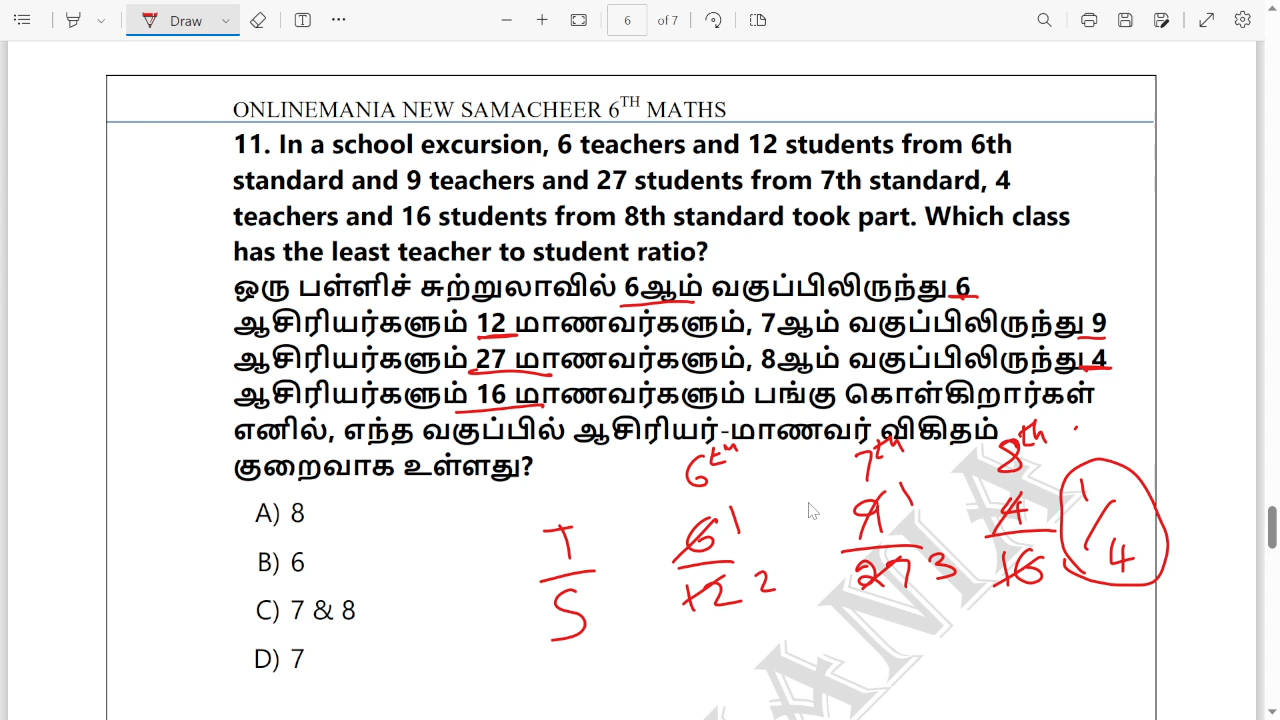 Draw
6 of 7
ONLINEMANIA NEW SAMACHEER 6TH MATHS
11. In a school excursion, 6 teachers and 12 students from 6th
standard and 9 teachers and 27 students from 7th standard, 4
teachers and 16 students from 8th standard took part. Which class
has the least teacher to student ratio?
ஒரு பள்ளிச் சுற்றுலாவில் 6ஆம் வகுப்பிலிருந்து 6
ஆசிரியர்களும் 12 மாணவர்களும், 7ஆம் வகுப்பிலிருந்து 9
ஆசிரியர்களும் 27 மாணவர்களும், 8ஆம் வகுப்பிலிருந்து 4
ஆசிரியர்களும் 16 மாணவர்களும் பங்கு கொள்கிறார்கள்
எனில், எந்த வகுப்பில் ஆசிரியர்-மாணவர் விகிதம்
குறைவாக உள்ளது?
6th 7th 8th
A) 8
B) 6
C) 7 & 8
D) 7
T 6 1 9 1 4 1
S 12 2 27 3 16 4